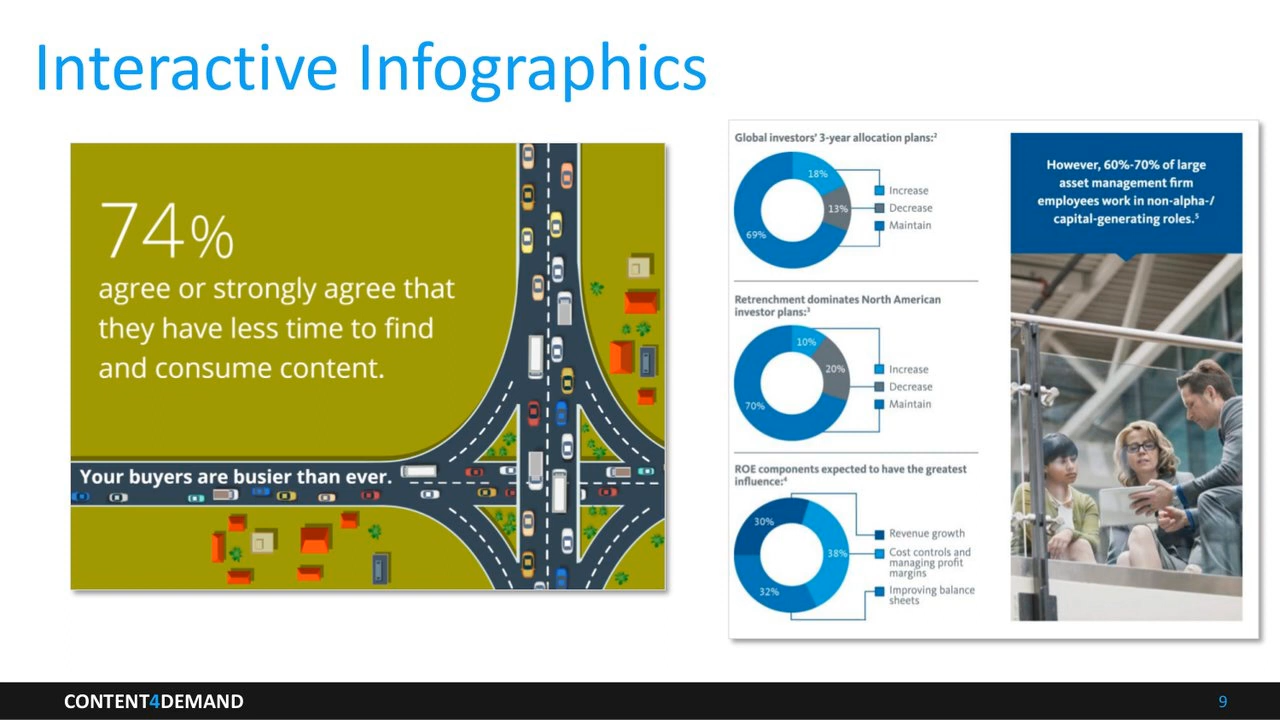 Interactive Infographics
74%
agree or strongly agree that
they have less time to find
and consume content.
Your buyers are busier than ever.
Global investors' 3-year allocation plans:²
18%
13%
69%
Increase
Decrease
Maintain
Retrenchment dominates North American
investor plans:³
10%
20%
70%
Increase
Decrease
Maintain
ROE components expected to have the greatest
influence:⁴
30%
38%
32%
Revenue growth
Cost controls and
managing profit
margins
Improving balance
sheets
However, 60%-70% of large
asset management firm
employees work in non-alpha-/
capital-generating roles.⁵
CONTENT4DEMAND
9